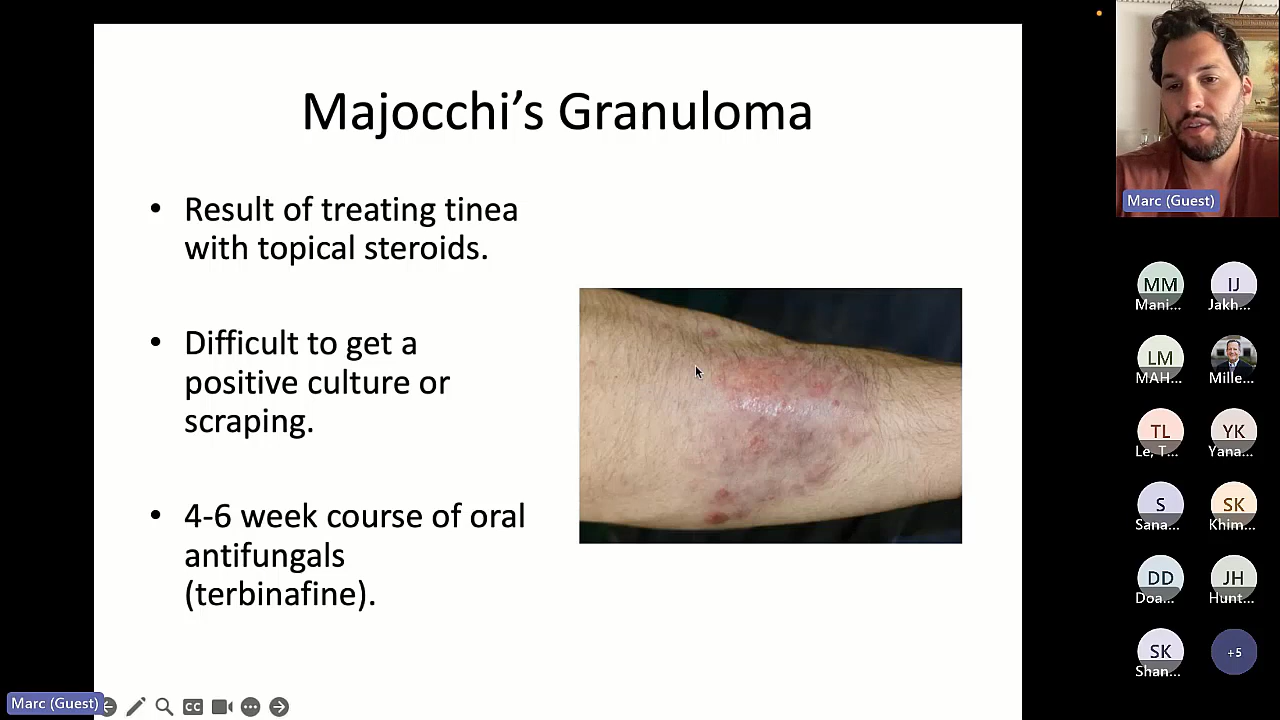 Majocchi’s Granuloma
• Result of treating tinea
with topical steroids.
• Difficult to get a
positive culture or
scraping.
• 4-6 week course of oral
antifungals
(terbinafine).
Marc (Guest)
MM
Mani...
IJ
Jakh...
LM
MAH...
Mille...
TL
Le, T...
YK
Yana...
S
Sana...
SK
Khim...
DD
Doa...
JH
Hunt...
SK
Shan...
+5
Marc (Guest)
CC